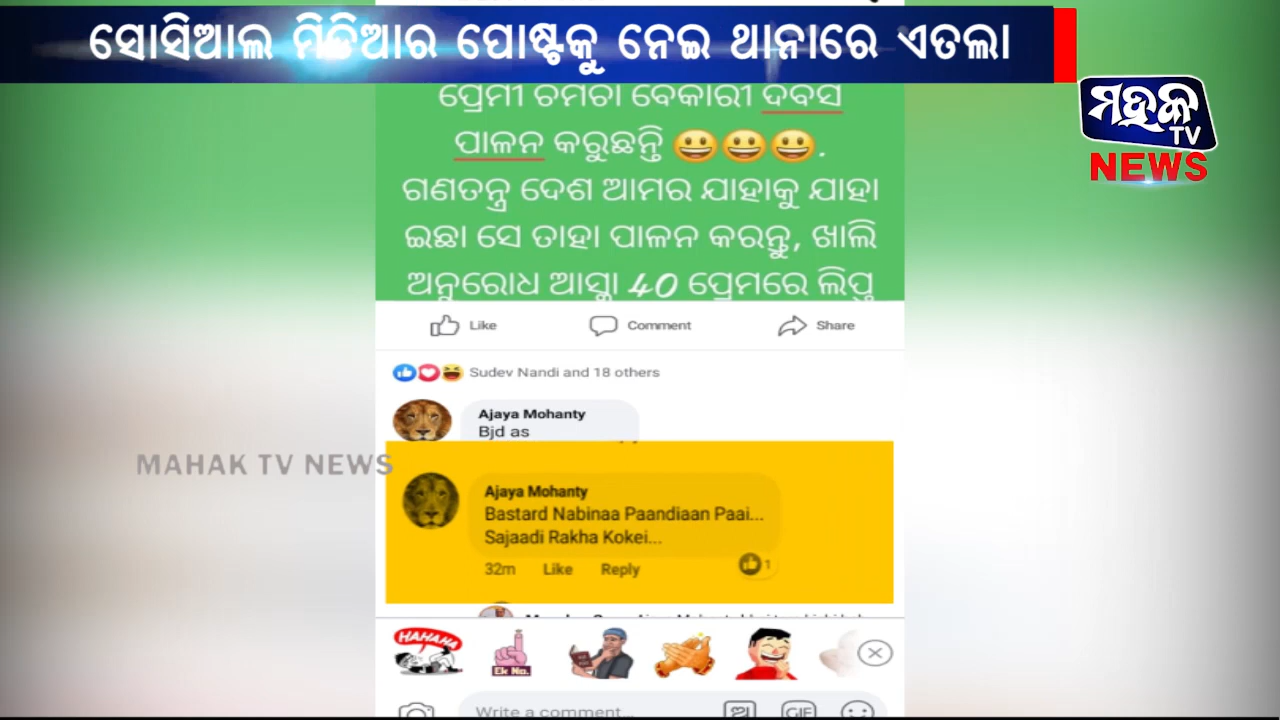 ସୋସିଆଲ ମିଡିଆର ପୋଷ୍ଟକୁ ନେଇ ଥାନାରେ ଏତଲା
ମହକ
TV
NEWS
ପ୍ରେମୀ ଚମଚା ବେକାରୀ ଦିବସ
ପାଳନ କରୁଛନ୍ତି 😀😀😀.
ଗଣତନ୍ତ୍ର ଦେଶ ଆମର ଯାହାକୁ ଯାହା
ଇଛା ସେ ତାହା ପାଳନ କରନ୍ତୁ, ଖାଲି
ଅନୁରୋଧ ଆସ୍ଥା 40 ପ୍ରେମରେ ଲିପ୍ତ
Like Comment Share
Sudev Nandi and 18 others
Ajaya Mohanty
Bjd as
MAHAK TV NEWS
Ajaya Mohanty
Bastard Nabinaa Paandiaan Paai...
Sajaadi Rakha Kokei...
32m Like Reply 1
HAHAHA
Ek No.
Write a comment...
ଅ GIF